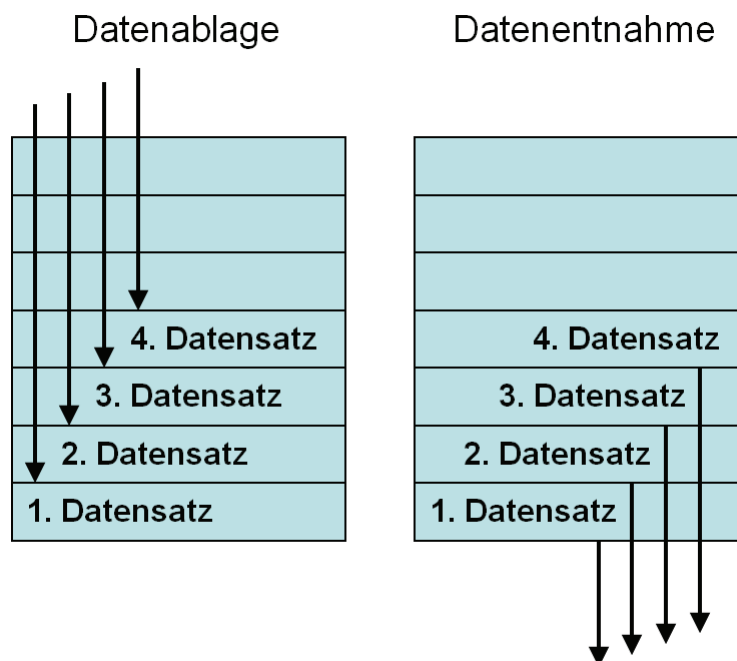 Datenablage
Datenentnahme
4. Datensatz
3. Datensatz
2. Datensatz
1. Datensatz
4. Datensatz
3. Datensatz
2. Datensatz
1. Datensatz